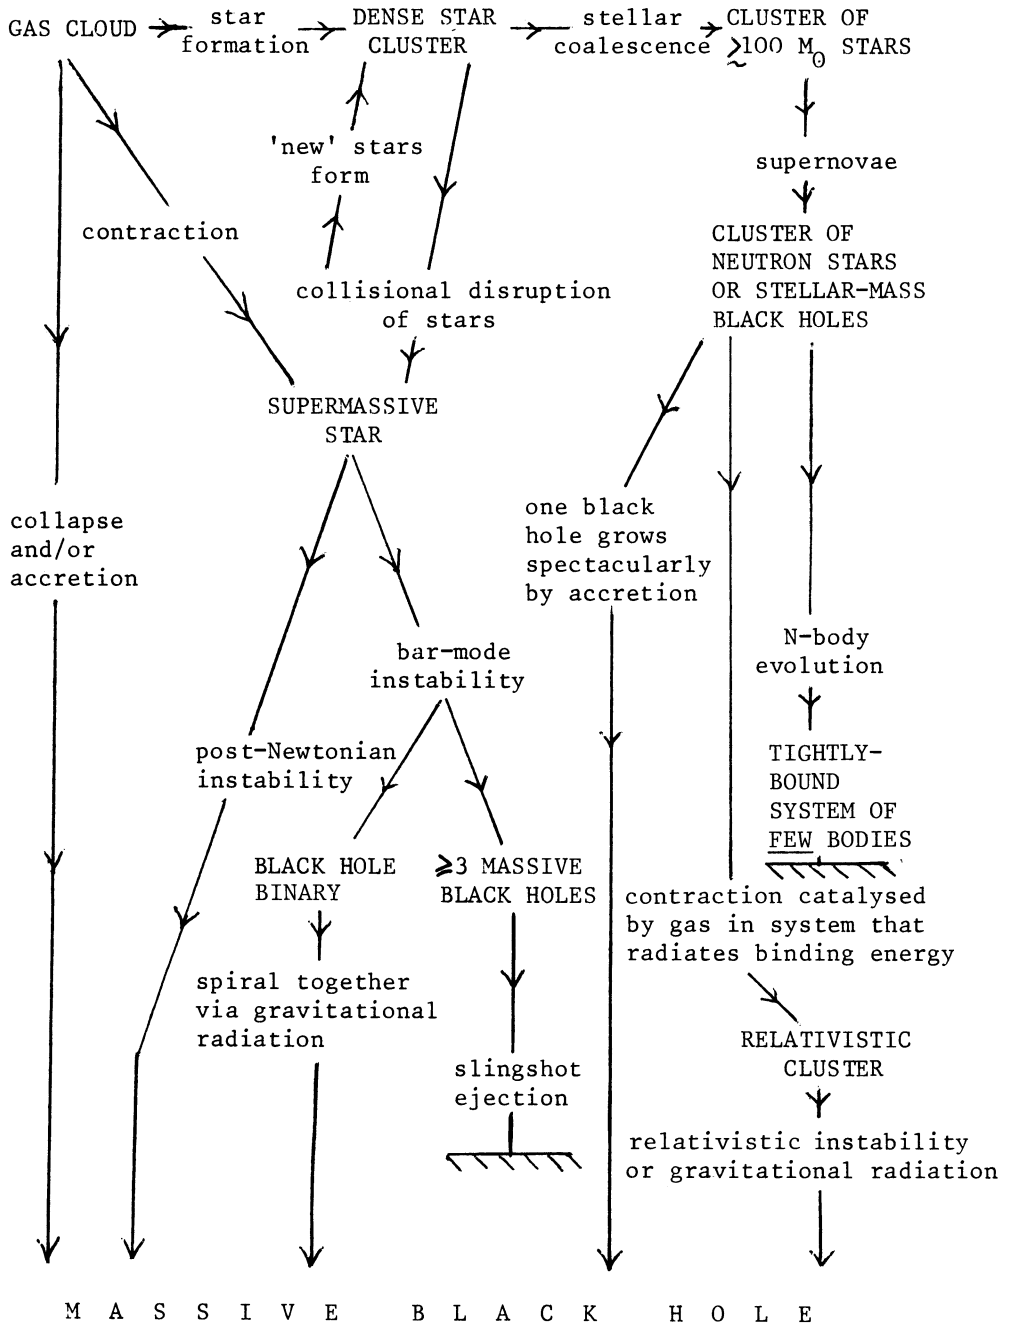 GAS CLOUD
star
formation
DENSE STAR
CLUSTER
stellar
coalescence
CLUSTER OF
≳100 M⊙ STARS
'new' stars
form
supernovae
contraction
CLUSTER OF
NEUTRON STARS
OR STELLAR-MASS
BLACK HOLES
collisional disruption
of stars
SUPERMASSIVE
STAR
collapse
and/or
accretion
one black
hole grows
spectacularly
by accretion
bar-mode
instability
N-body
evolution
post-Newtonian
instability
TIGHTLY-
BOUND
SYSTEM OF
FEW BODIES
BLACK HOLE
BINARY
⩾3 MASSIVE
BLACK HOLES
contraction catalysed
by gas in system that
radiates binding energy
spiral together
via gravitational
radiation
RELATIVISTIC
CLUSTER
slingshot
ejection
relativistic instability
or gravitational radiation
M A S S I V E B L A C K H O L E